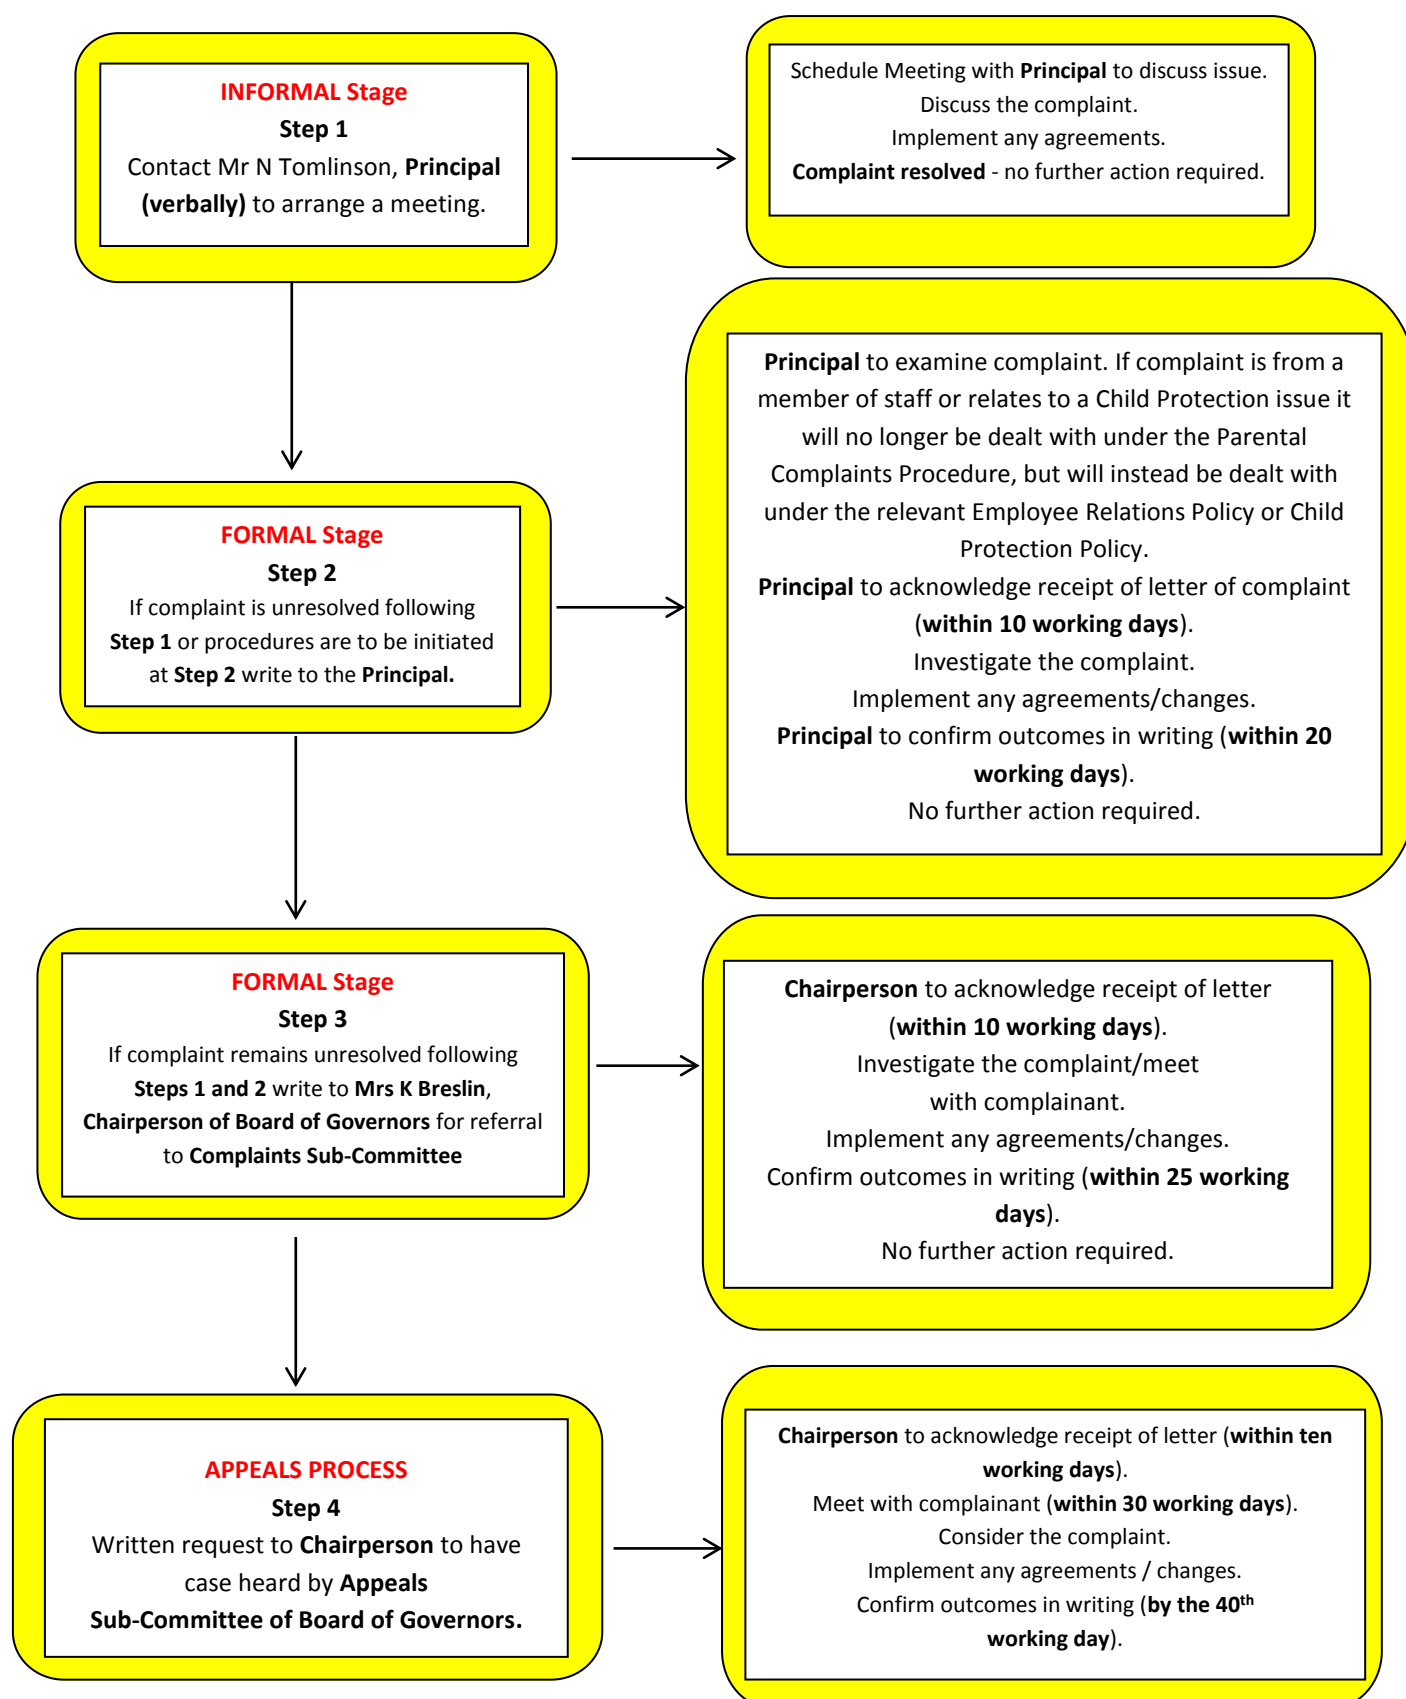 INFORMAL Stage
Step 1
Contact Mr N Tomlinson, Principal
(verbally) to arrange a meeting.
Schedule Meeting with Principal to discuss issue.
Discuss the complaint.
Implement any agreements.
Complaint resolved - no further action required.
FORMAL Stage
Step 2
If complaint is unresolved following
Step 1 or procedures are to be initiated
at Step 2 write to the Principal.
Principal to examine complaint. If complaint is from a
member of staff or relates to a Child Protection issue it
will no longer be dealt with under the Parental
Complaints Procedure, but will instead be dealt with
under the relevant Employee Relations Policy or Child
Protection Policy.
Principal to acknowledge receipt of letter of complaint
(within 10 working days).
Investigate the complaint.
Implement any agreements/changes.
Principal to confirm outcomes in writing (within 20
working days).
No further action required.
FORMAL Stage
Step 3
If complaint remains unresolved following
Steps 1 and 2 write to Mrs K Breslin,
Chairperson of Board of Governors for referral
to Complaints Sub-Committee
Chairperson to acknowledge receipt of letter
(within 10 working days).
Investigate the complaint/meet
with complainant.
Implement any agreements/changes.
Confirm outcomes in writing (within 25 working
days).
No further action required.
APPEALS PROCESS
Step 4
Written request to Chairperson to have
case heard by Appeals
Sub-Committee of Board of Governors.
Chairperson to acknowledge receipt of letter (within ten
working days).
Meet with complainant (within 30 working days).
Consider the complaint.
Implement any agreements / changes.
Confirm outcomes in writing (by the 40th
working day).